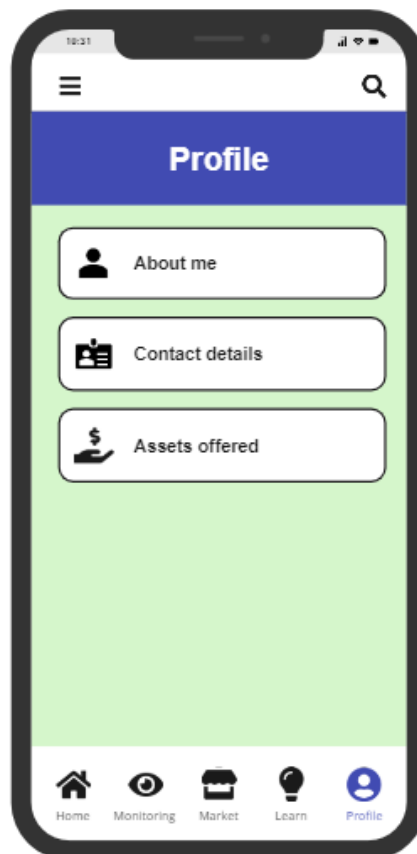 10:31
Profile
About me
Contact details
Assets offered
Home Monitoring Market Learn Profile